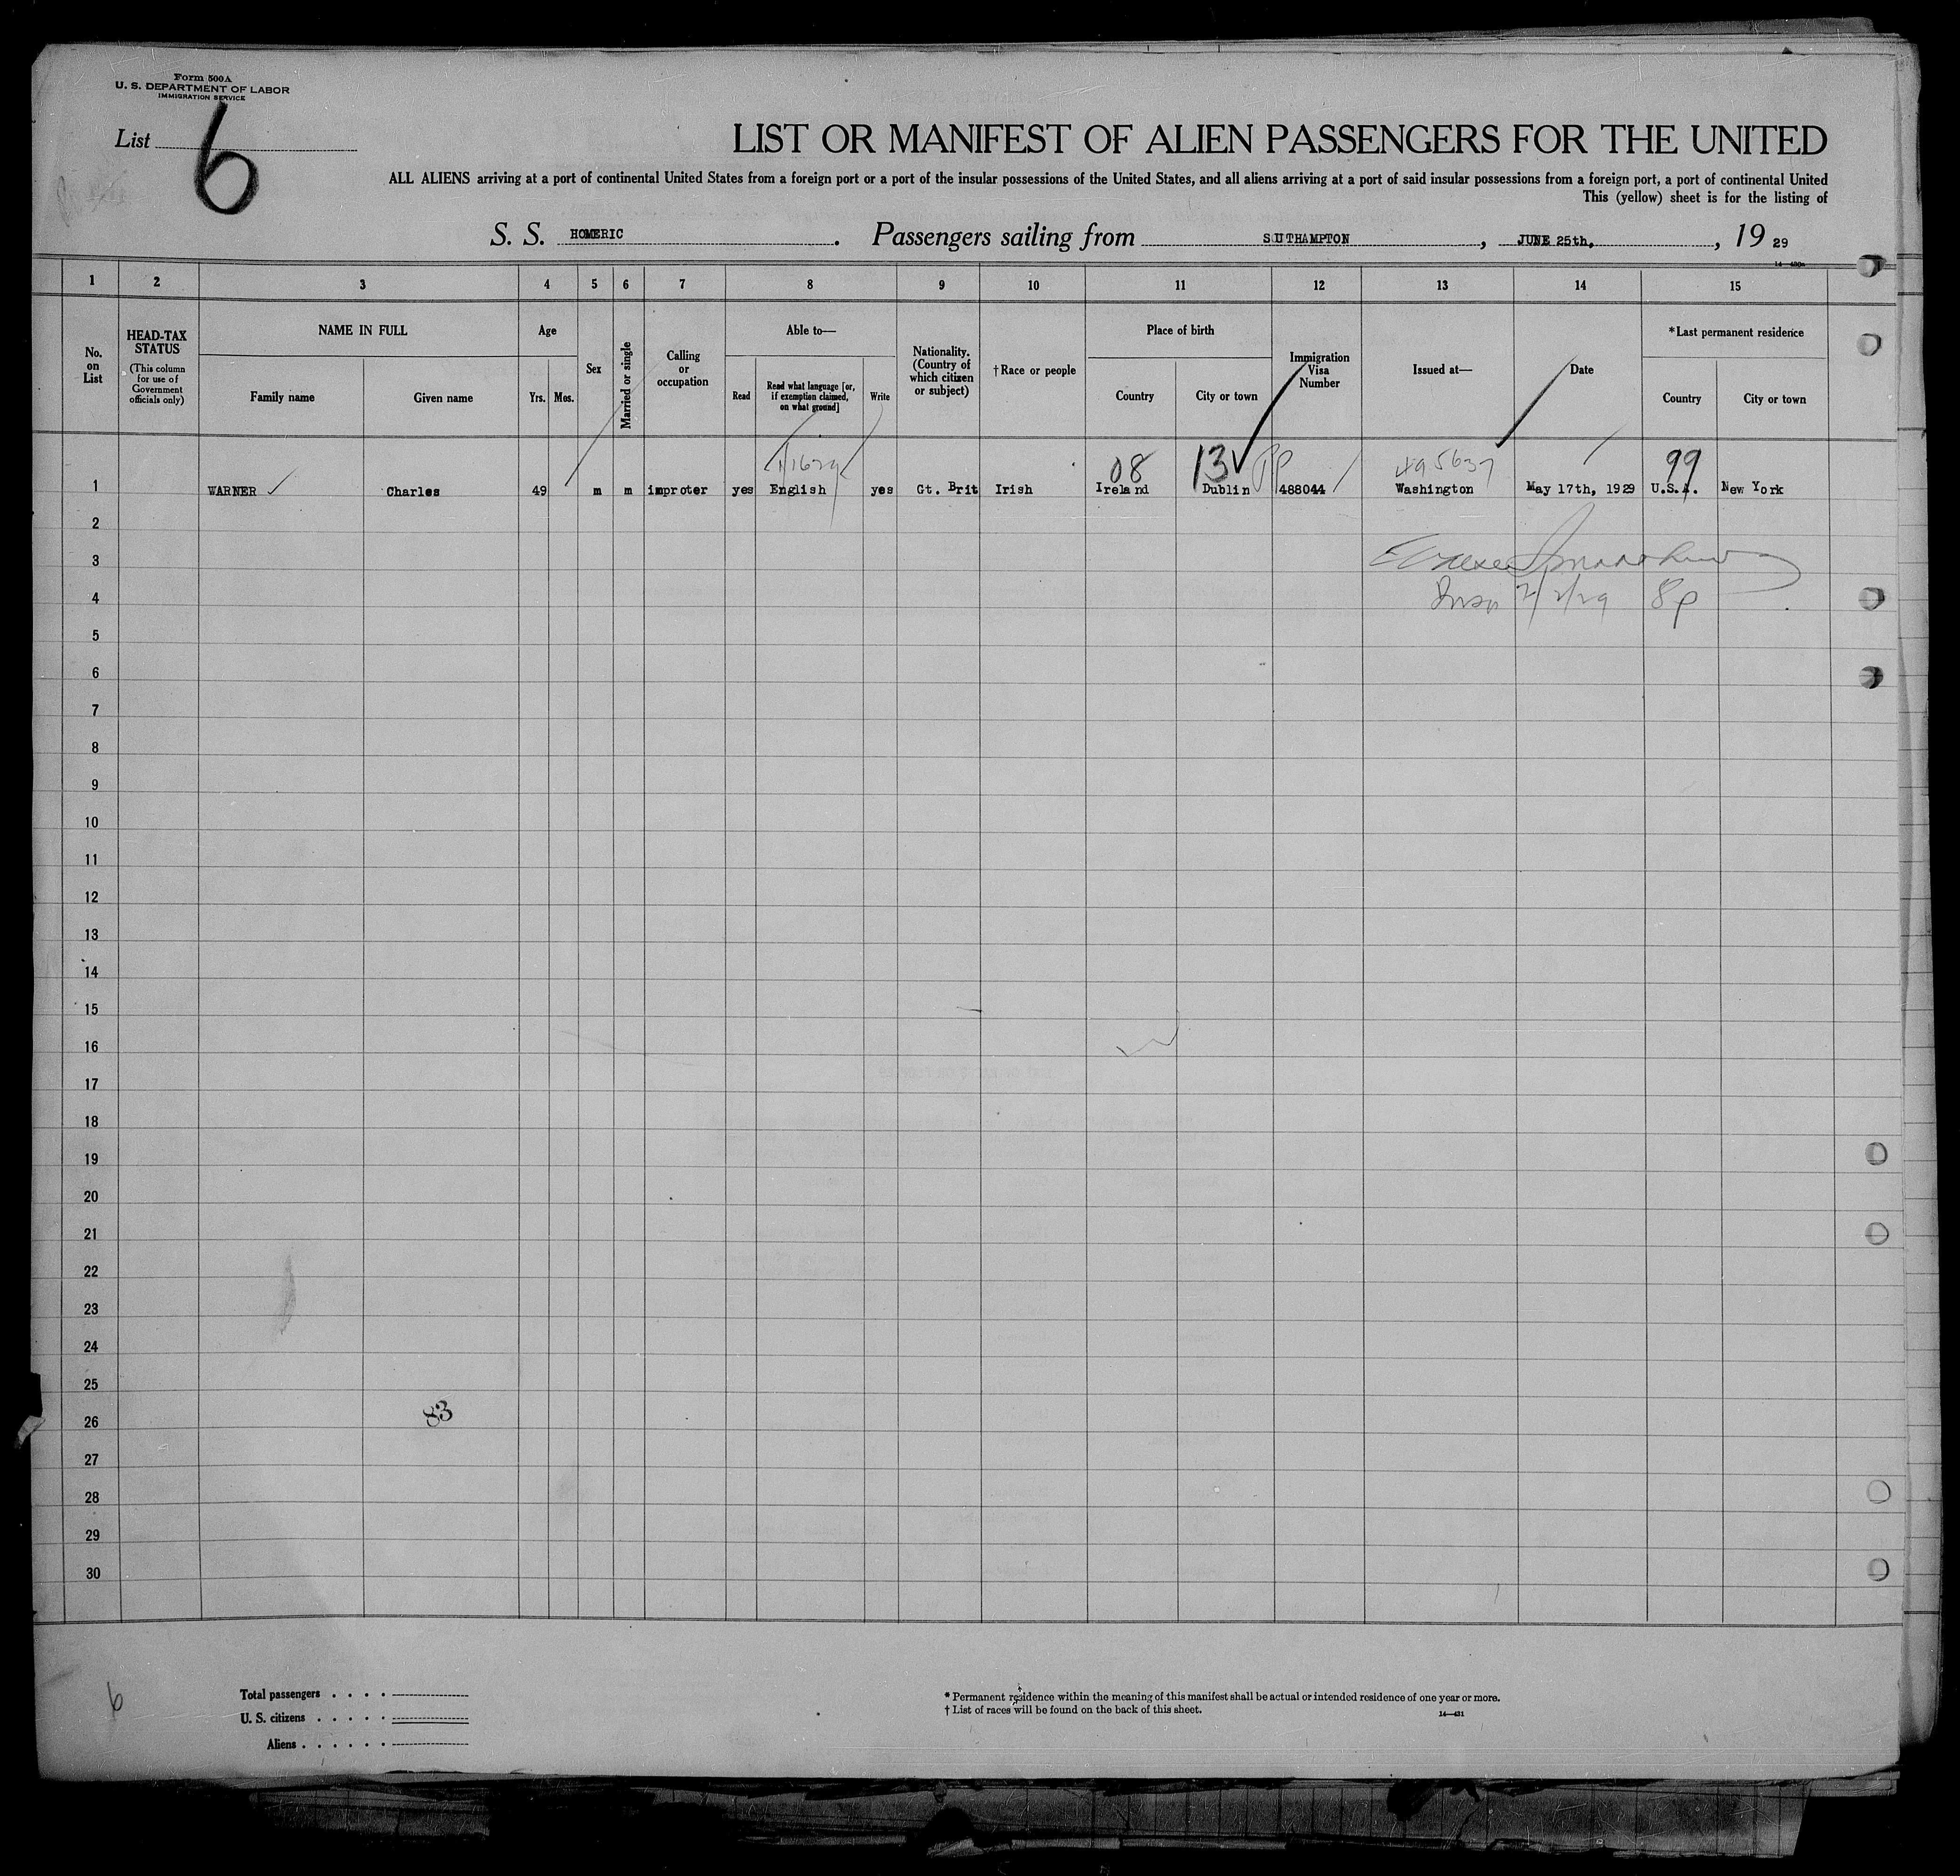 Form 500A
U. S. DEPARTMENT OF LABOR
IMMIGRATION SERVICE
List 6
LIST OR MANIFEST OF ALIEN PASSENGERS FOR THE UNITED
ALL ALIENS arriving at a port of continental United States from a foreign port or a port of the insular possessions of the United States, and all aliens arriving at a port of said insular possessions from a foreign port, a port of continental United
This (yellow) sheet is for the listing of
S. S. HOMERIC. Passengers sailing from SOUTHAMPTON, JUNE 25th, , 19 29
1 2 3 4 5 6 7 8 9 10 11 12 13 14 15
No. on List
HEAD-TAX STATUS
(This column for use of Government officials only)
NAME IN FULL
Family name Given name
Age
Yrs. Mos.
Sex
Married or single
Calling or occupation
Able to—
Read
Read what language [or, if exemption claimed, on what ground]
Write
Nationality. (Country of which citizen or subject)
†Race or people
Place of birth
Country City or town
Immigration Visa Number
Issued at—
Date
*Last permanent residence
Country City or town
08 13 PP 495637 99
1 WARNER Charles 49 m m improter yes English yes Gt. Brit Irish Ireland Dublin 488044 Washington May 17th, 1929 U.S.A. New York
2
3
4 8p
5
6
7
8
9
10
11
12
13
14
15
16
17
18
19
20
21
22
23
24
25
26 83
27
28
29
30
6
Total passengers . . . .
U. S. citizens . . . . .
Aliens . . . . . .
* Permanent residence within the meaning of this manifest shall be actual or intended residence of one year or more.
† List of races will be found on the back of this sheet.
14—431